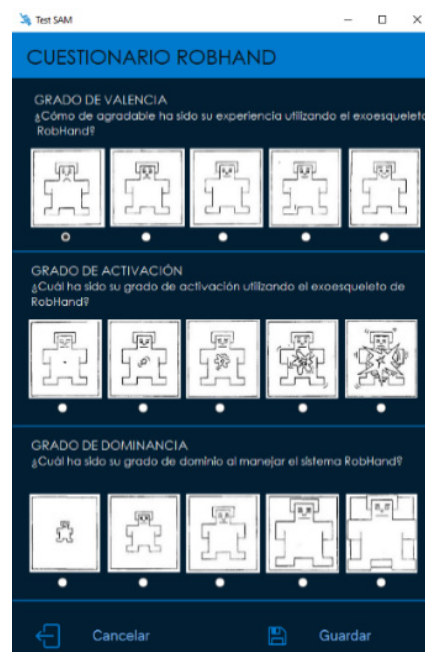 Test SAM
CUESTIONARIO ROBHAND
GRADO DE VALENCIA
¿Cómo de agradable ha sido su experiencia utilizando el exoesqueleto
RobHand?
GRADO DE ACTIVACIÓN
¿Cuál ha sido su grado de activación utilizando el exoesqueleto de
RobHand?
GRADO DE DOMINANCIA
¿Cuál ha sido su grado de dominio al manejar el sistema RobHand?
Cancelar
Guardar